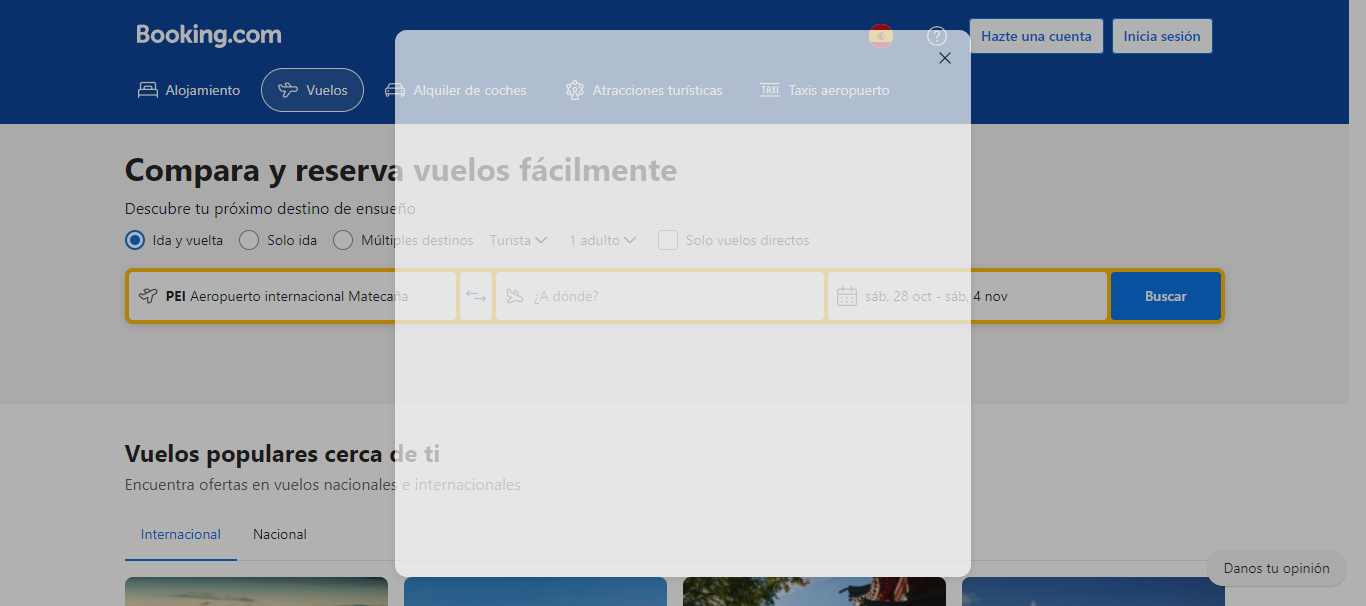 Booking.com
Hazte una cuenta
Inicia sesión
Alojamiento
Vuelos
Alquiler de coches
Atracciones turísticas
TAXI Taxis aeropuerto
Compara y reserva vuelos fácilmente
Descubre tu próximo destino de ensueño
Ida y vuelta
Solo ida
Múltiples destinos
Turista
1 adulto
Solo vuelos directos
PEI Aeropuerto internacional Matecaña
¿A dónde?
sáb, 28 oct - sáb, 4 nov
Buscar
Vuelos populares cerca de ti
Encuentra ofertas en vuelos nacionales e internacionales
Internacional
Nacional
Danos tu opinión